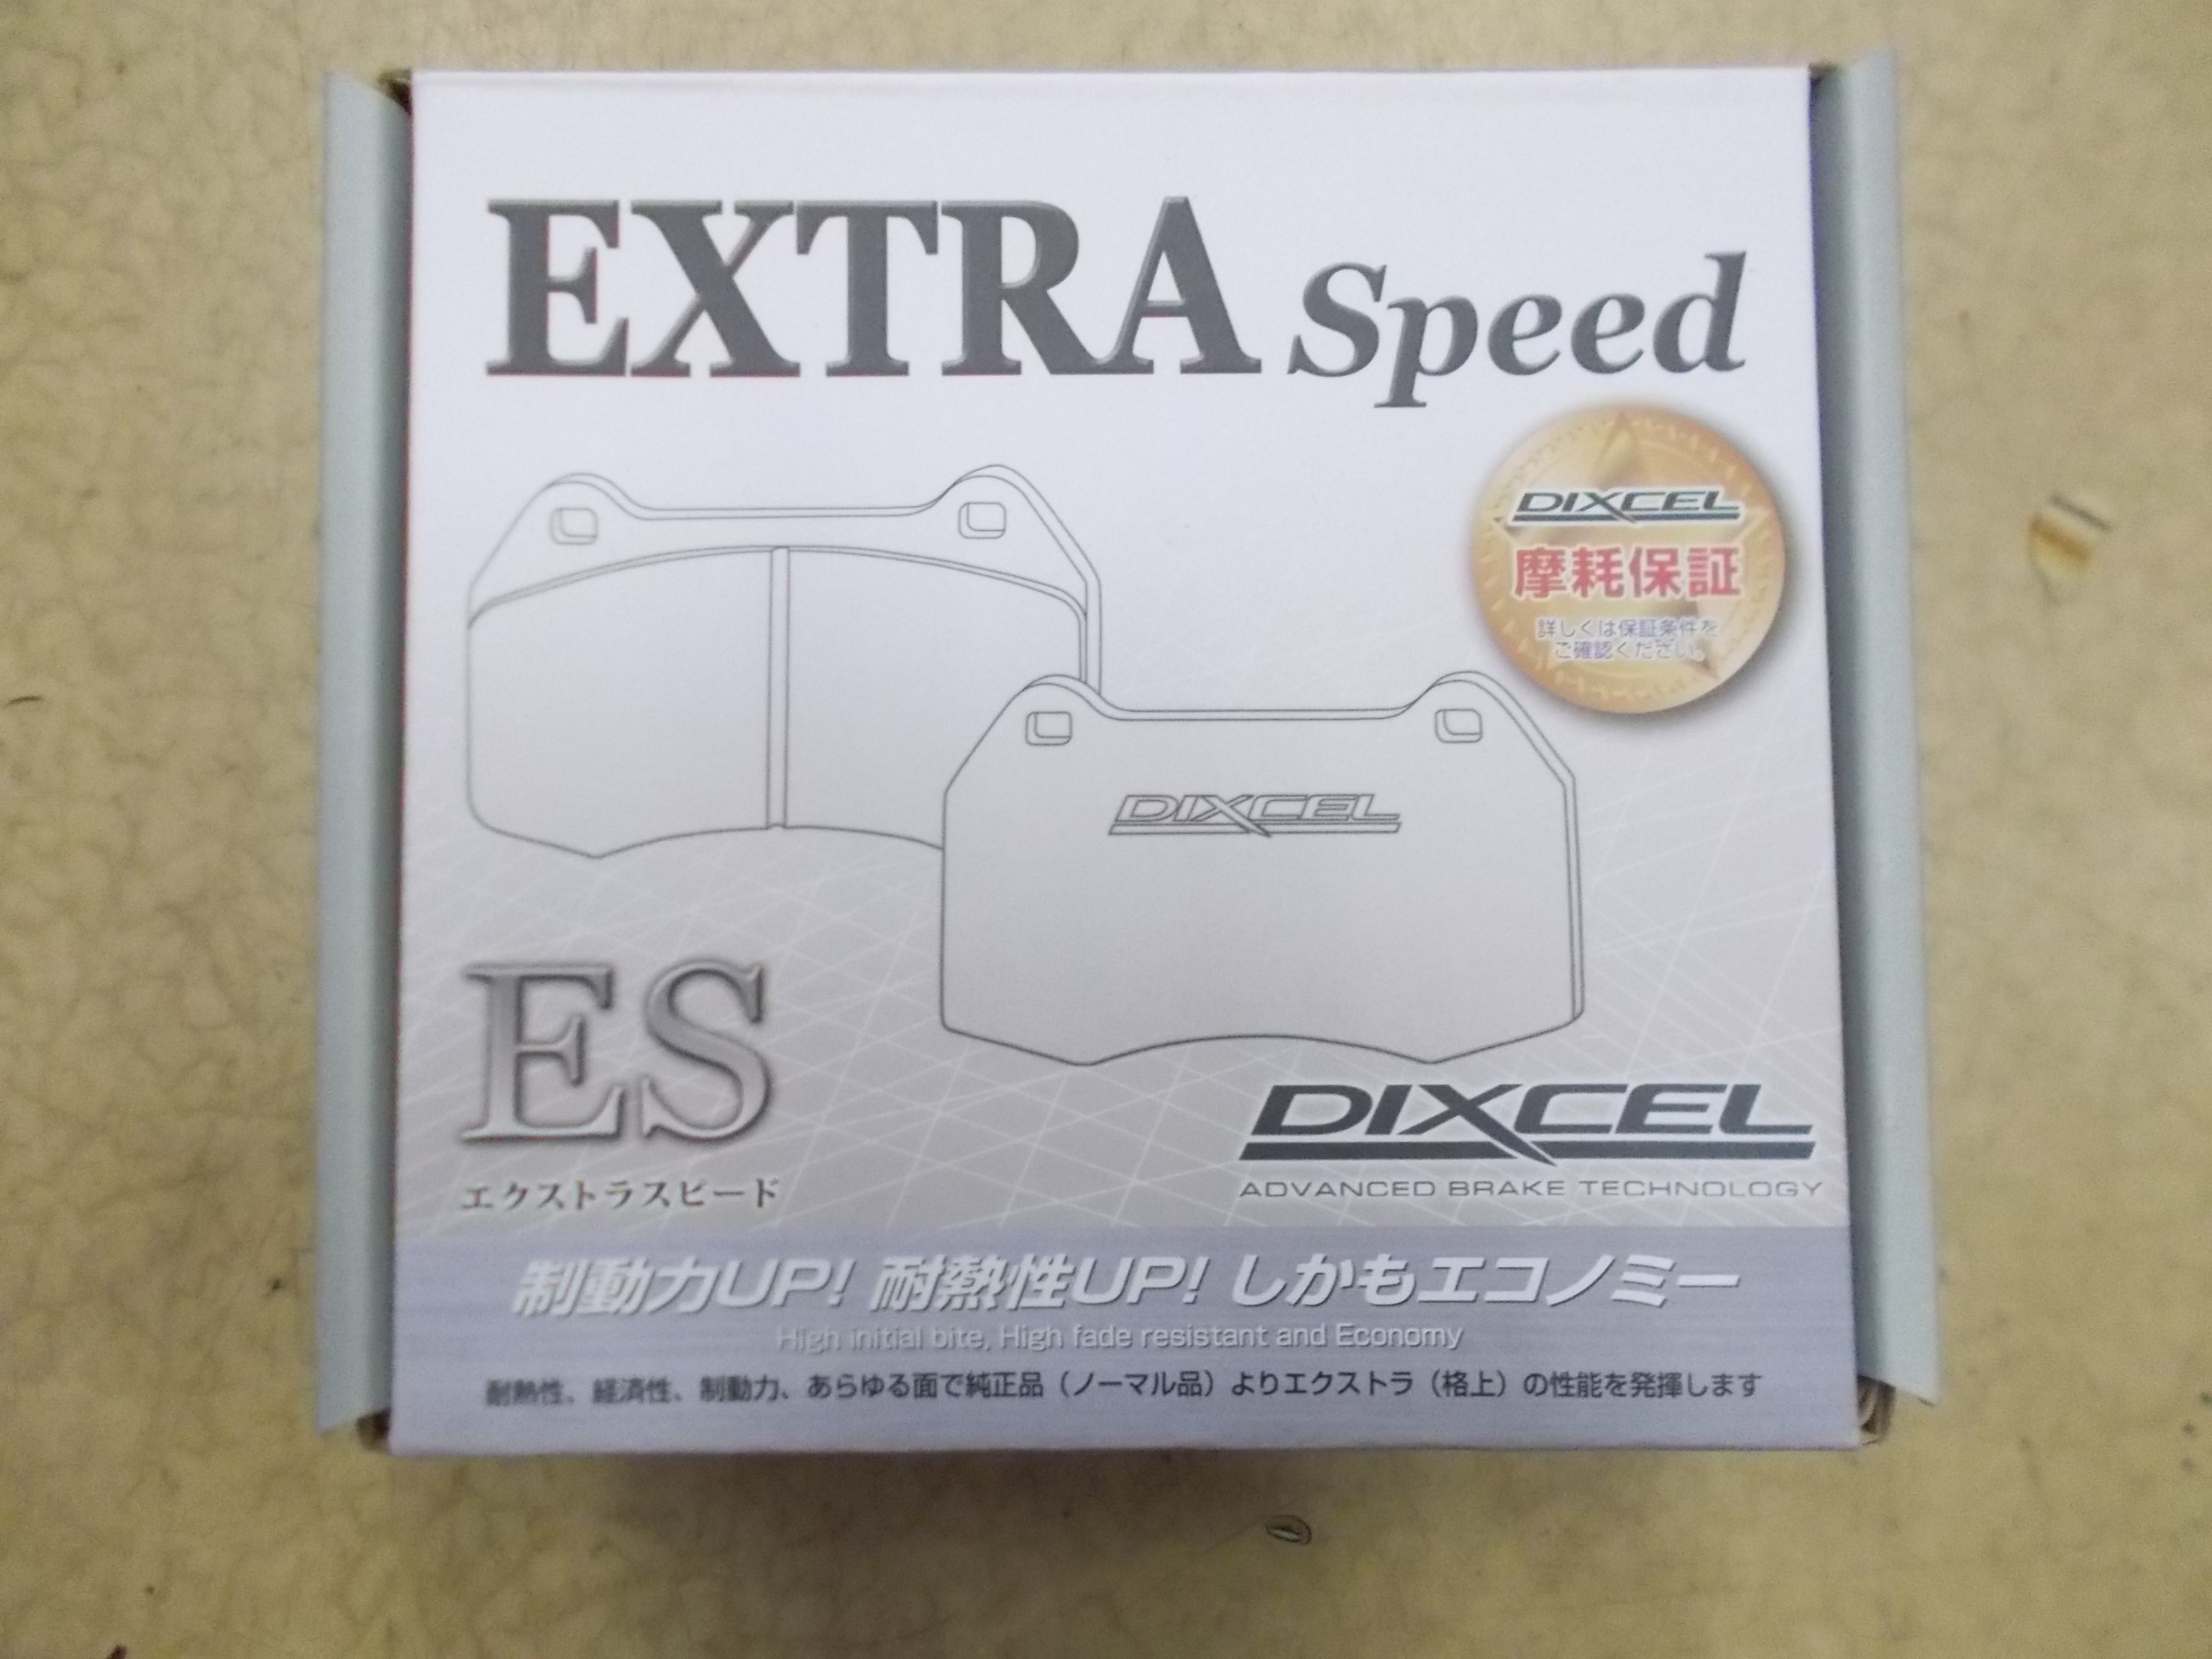 EXTRA Speed
DIXCEL
摩耗保証
詳しくは保証条件を
ご確認ください。
DIXCEL
ES
エクストラスピード
DIXCEL
ADVANCED BRAKE TECHNOLOGY
制動力UP! 耐熱性UP! しかもエコノミー
High initial bite, High fade resistant and Economy
耐熱性、経済性、制動力、あらゆる面で純正品（ノーマル品）よりエクストラ（格上）の性能を発揮します